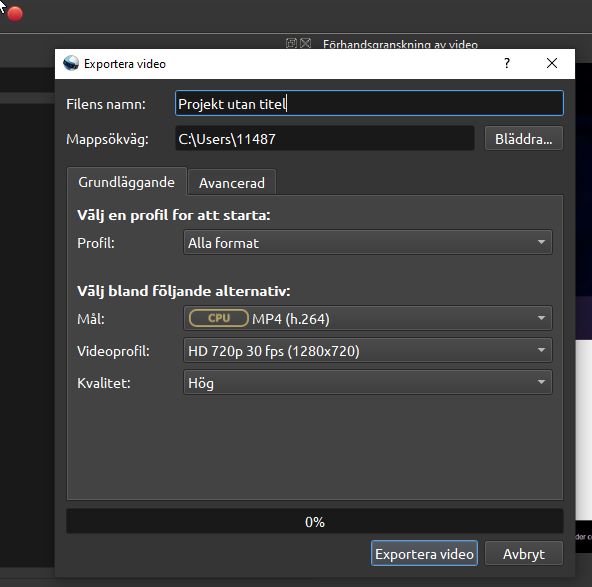 Förhandsgranskning av video
Exportera video
?
Filens namn: Projekt utan titel
Mappsökväg: C:\Users\11487 Bläddra...
Grundläggande Avancerad
Välj en profil for att starta:
Profil: Alla format
Välj bland följande alternativ:
Mål: CPU MP4 (h.264)
Videoprofil: HD 720p 30 fps (1280x720)
Kvalitet: Hög
0%
Exportera video Avbryt